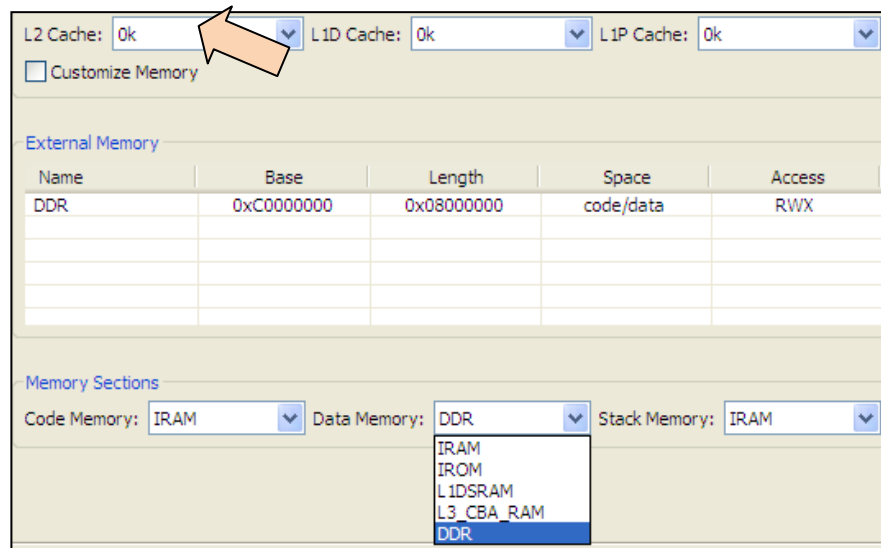 L2 Cache: 0k L1D Cache: 0k L1P Cache: 0k
Customize Memory
External Memory
Name Base Length Space Access
DDR 0xC0000000 0x08000000 code/data RWX
Memory Sections
Code Memory: IRAM Data Memory: DDR Stack Memory: IRAM
IRAM
IROM
L1DSRAM
L3_CBA_RAM
DDR